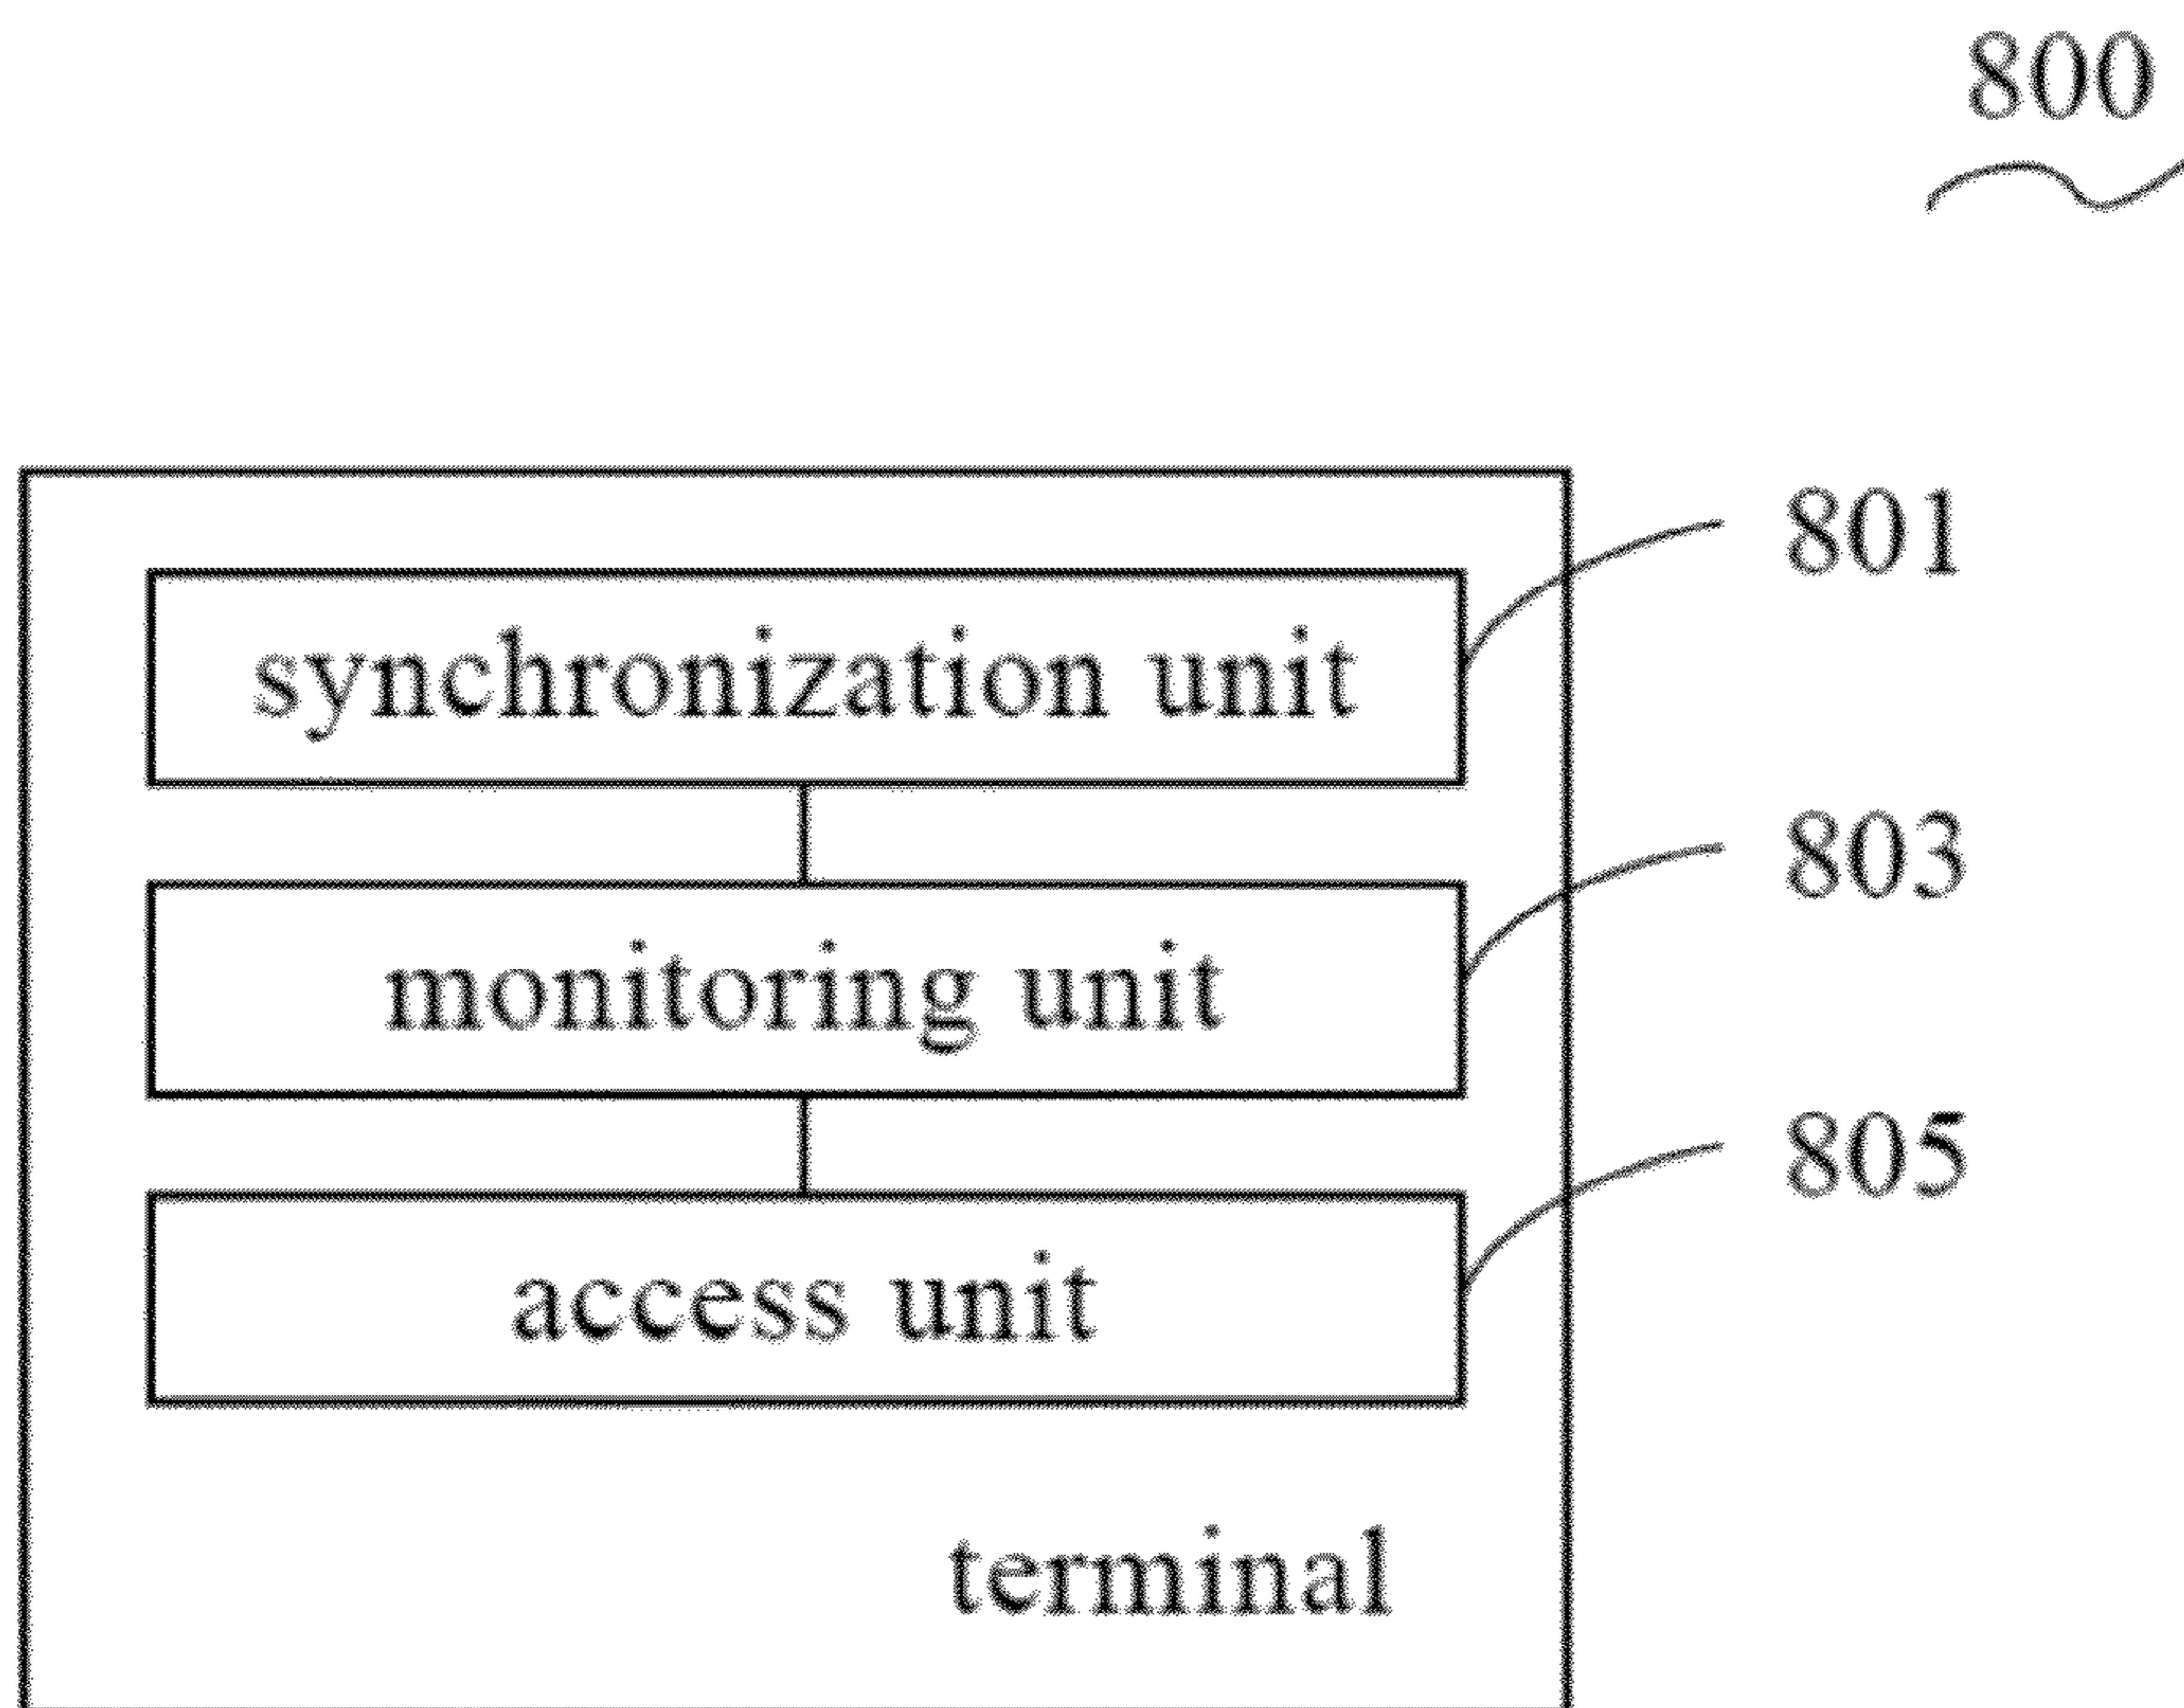 800
801
synchronization unit
803
monitoring unit
805
access unit
terminal